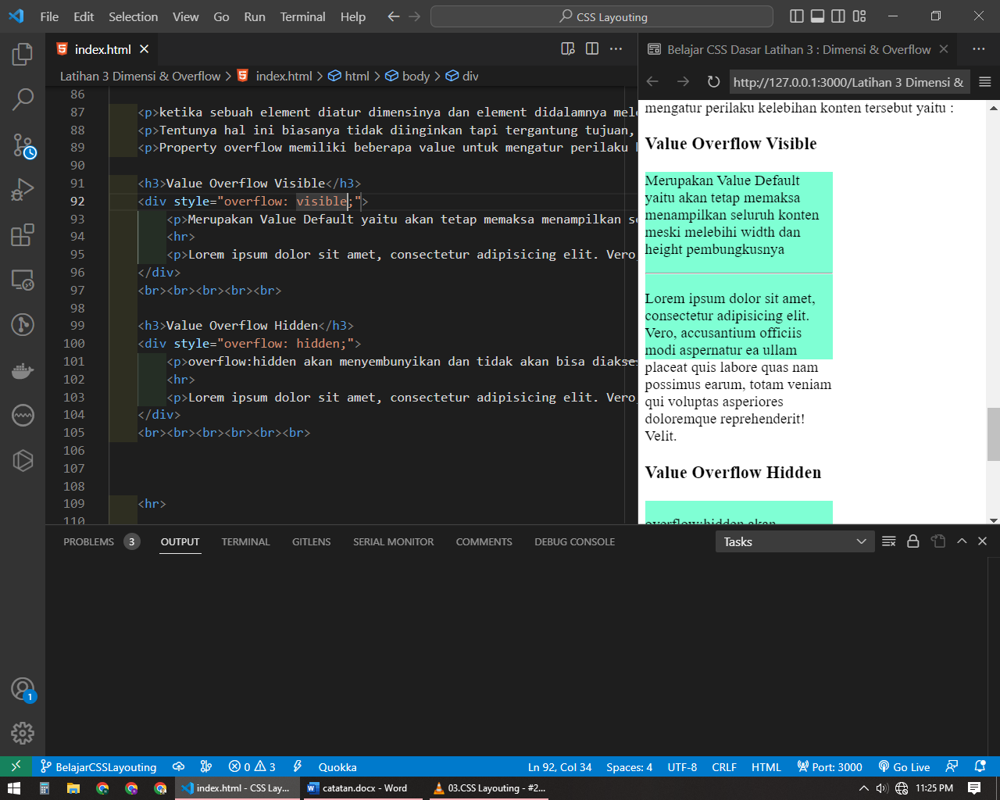 File Edit Selection View Go Run Terminal Help
CSS Layouting
index.html
Belajar CSS Dasar Latihan 3 : Dimensi & Overflow
Latihan 3 Dimensi & Overflow > index.html > html > body > div
http://127.0.0.1:3000/Latihan 3 Dimensi &
86
87 <p>ketika sebuah element diatur dimensinya dan element didalamnya mel
88 <p>Tentunya hal ini biasanya tidak diinginkan tapi tergantung tujuan,
89 <p>Property overflow memiliki beberapa value untuk mengatur perilaku
90
91 <h3>Value Overflow Visible</h3>
92 <div style="overflow: visible;">
93 <p>Merupakan Value Default yaitu akan tetap memaksa menampilkan se
94 <hr>
95 <p>Lorem ipsum dolor sit amet, consectetur adipisicing elit. Vero,
96 </div>
97 <br><br><br><br><br>
98
99 <h3>Value Overflow Hidden</h3>
100 <div style="overflow: hidden;">
101 <p>overflow:hidden akan menyembunyikan dan tidak akan bisa diakses
102 <hr>
103 <p>Lorem ipsum dolor sit amet, consectetur adipisicing elit. Vero,
104 </div>
105 <br><br><br><br><br><br>
106
107
108
109 <hr>
110
mengatur perilaku kelebihan konten tersebut yaitu :
Value Overflow Visible
Merupakan Value Default
yaitu akan tetap memaksa
menampilkan seluruh konten
meski melebihi width dan
height pembungkusnya
Lorem ipsum dolor sit amet,
consectetur adipisicing elit.
Vero, accusantium officiis
modi aspernatur ea ullam
placeat quis labore quas nam
possimus earum, totam veniam
qui voluptas asperiores
doloremque reprehenderit!
Velit.
Value Overflow Hidden
overflow:hidden akan
PROBLEMS 3 OUTPUT TERMINAL GITLENS SERIAL MONITOR COMMENTS DEBUG CONSOLE
Tasks
1
BelajarCSSLayouting 0 3 Quokka Ln 92, Col 34 Spaces: 4 UTF-8 CRLF HTML Port: 3000 Go Live
index.html - CSS Lay... catatan.docx - Word 03.CSS Layouting - #2... 11:25 PM